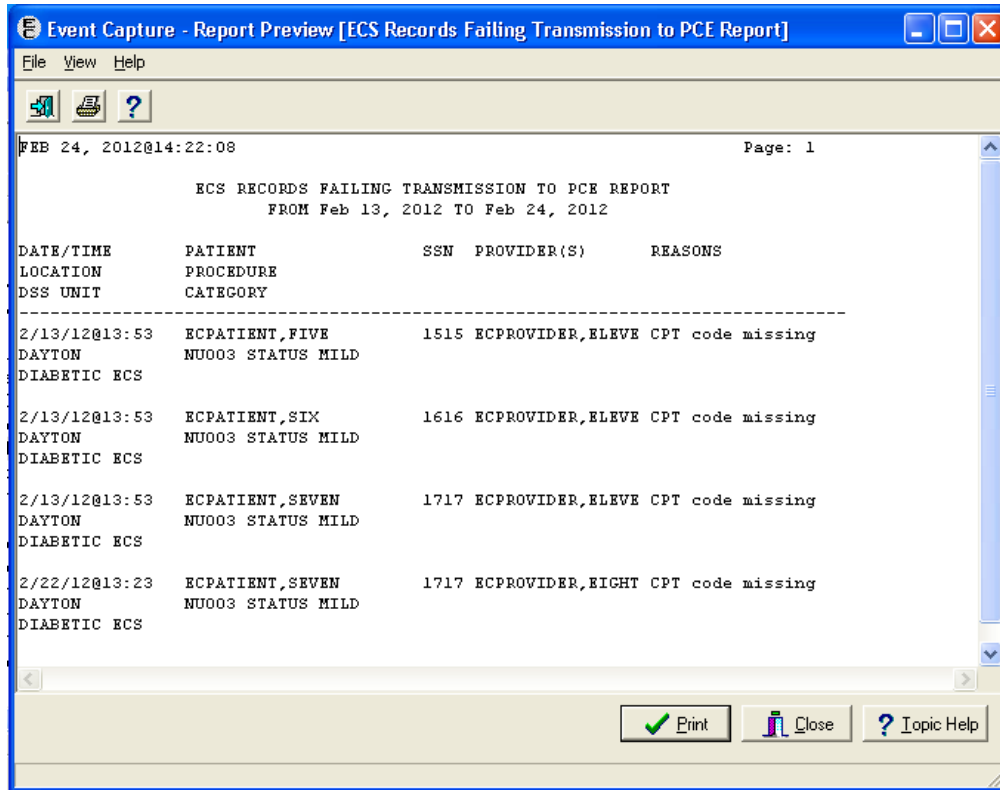 Event Capture - Report Preview [ECS Records Failing Transmission to PCE Report]
File View Help
FEB 24, 2012@14:22:08 Page: 1
ECS RECORDS FAILING TRANSMISSION TO PCE REPORT
FROM Feb 13, 2012 TO Feb 24, 2012
DATE/TIME PATIENT SSN PROVIDER(S) REASONS
LOCATION PROCEDURE
DSS UNIT CATEGORY
--------------------------------------------------------------------------------
2/13/12@13:53 ECPATIENT,FIVE 1515 ECPROVIDER,ELEVE CPT code missing
DAYTON NU003 STATUS MILD
DIABETIC ECS
2/13/12@13:53 ECPATIENT,SIX 1616 ECPROVIDER,ELEVE CPT code missing
DAYTON NU003 STATUS MILD
DIABETIC ECS
2/13/12@13:53 ECPATIENT,SEVEN 1717 ECPROVIDER,ELEVE CPT code missing
DAYTON NU003 STATUS MILD
DIABETIC ECS
2/22/12@13:23 ECPATIENT,SEVEN 1717 ECPROVIDER,EIGHT CPT code missing
DAYTON NU003 STATUS MILD
DIABETIC ECS
Print Close ? Topic Help